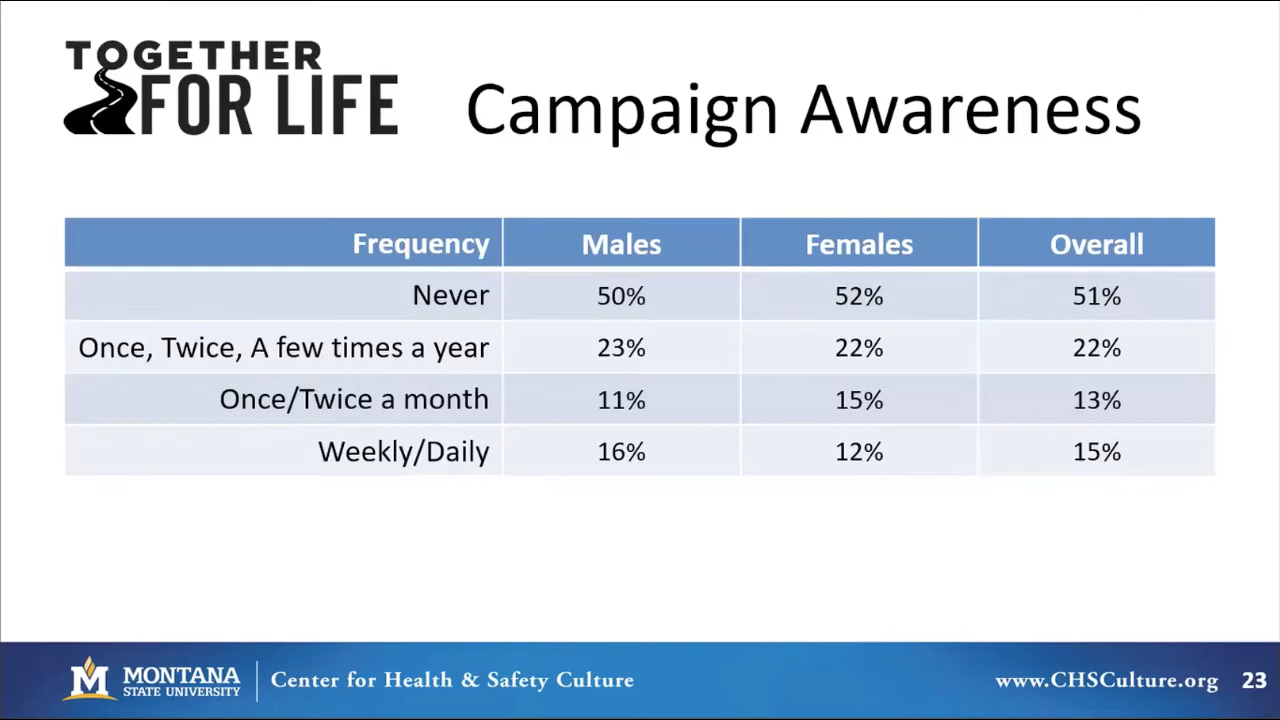 TOGETHER
FOR LIFE
Campaign Awareness
Frequency Males Females Overall
Never 50% 52% 51%
Once, Twice, A few times a year 23% 22% 22%
Once/Twice a month 11% 15% 13%
Weekly/Daily 16% 12% 15%
M MONTANA
STATE UNIVERSITY
Center for Health & Safety Culture
www.CHSCulture.org 23